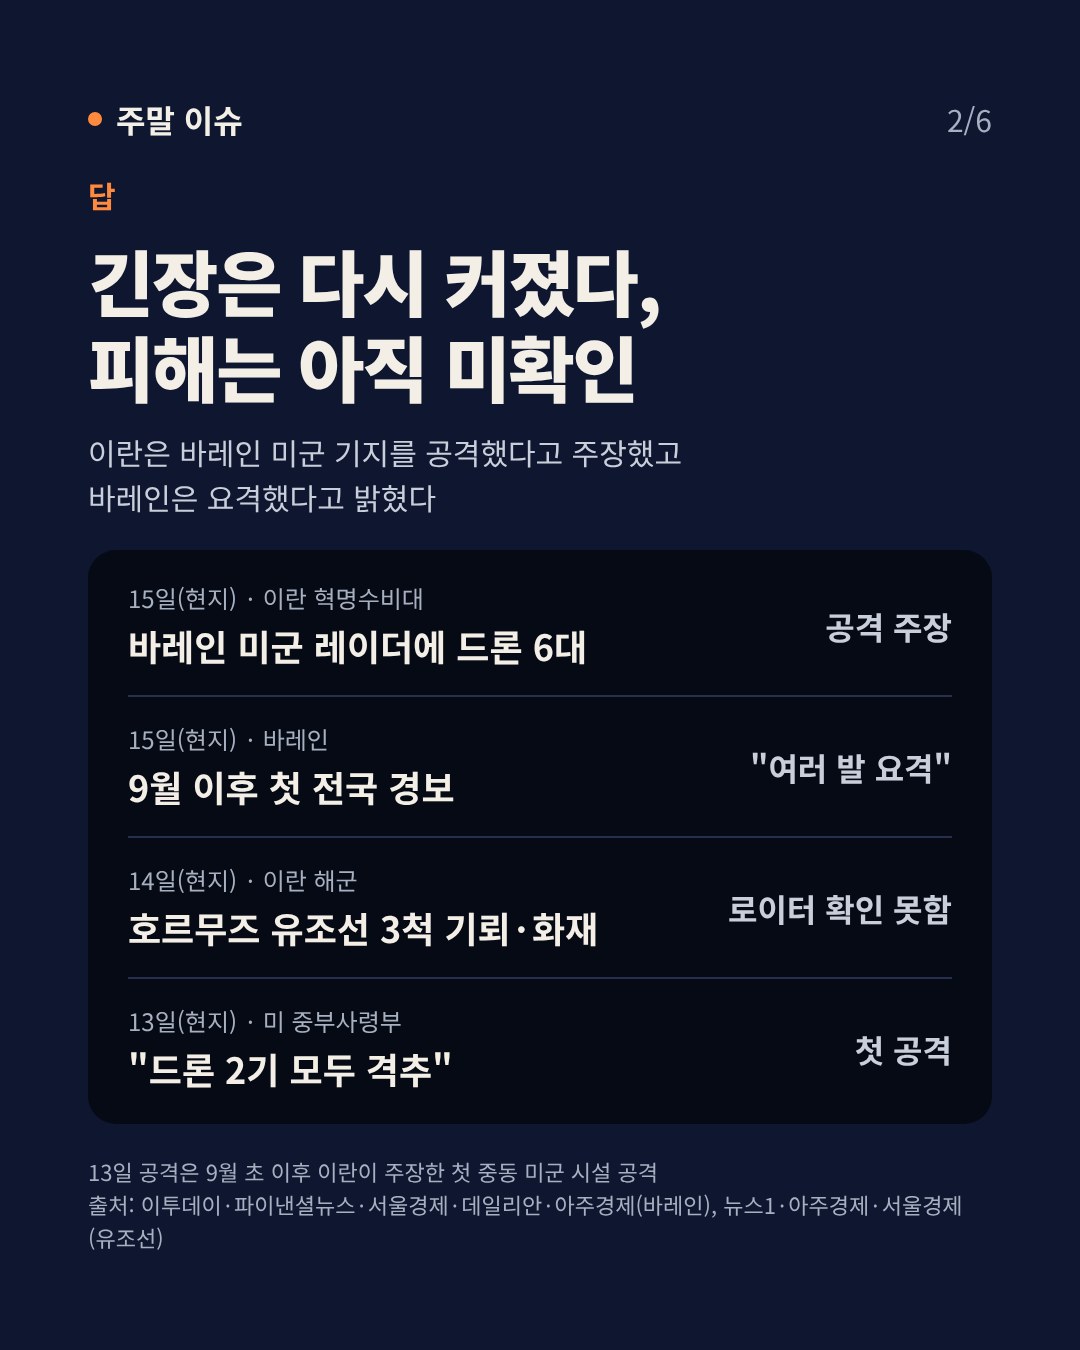 주말 이슈
2/6
답
긴장은 다시 커졌다,
피해는 아직 미확인
이란은 바레인 미군 기지를 공격했다고 주장했고
바레인은 요격했다고 밝혔다
15일(현지) · 이란 혁명수비대
바레인 미군 레이더에 드론 6대
공격 주장
15일(현지) · 바레인
9월 이후 첫 전국 경보
"여러 발 요격"
14일(현지) · 이란 해군
호르무즈 유조선 3척 기뢰·화재
로이터 확인 못함
13일(현지) · 미 중부사령부
"드론 2기 모두 격추"
첫 공격
13일 공격은 9월 초 이후 이란이 주장한 첫 중동 미군 시설 공격
출처: 이투데이·파이낸셜뉴스·서울경제·데일리안·아주경제(바레인), 뉴스1·아주경제·서울경제
(유조선)